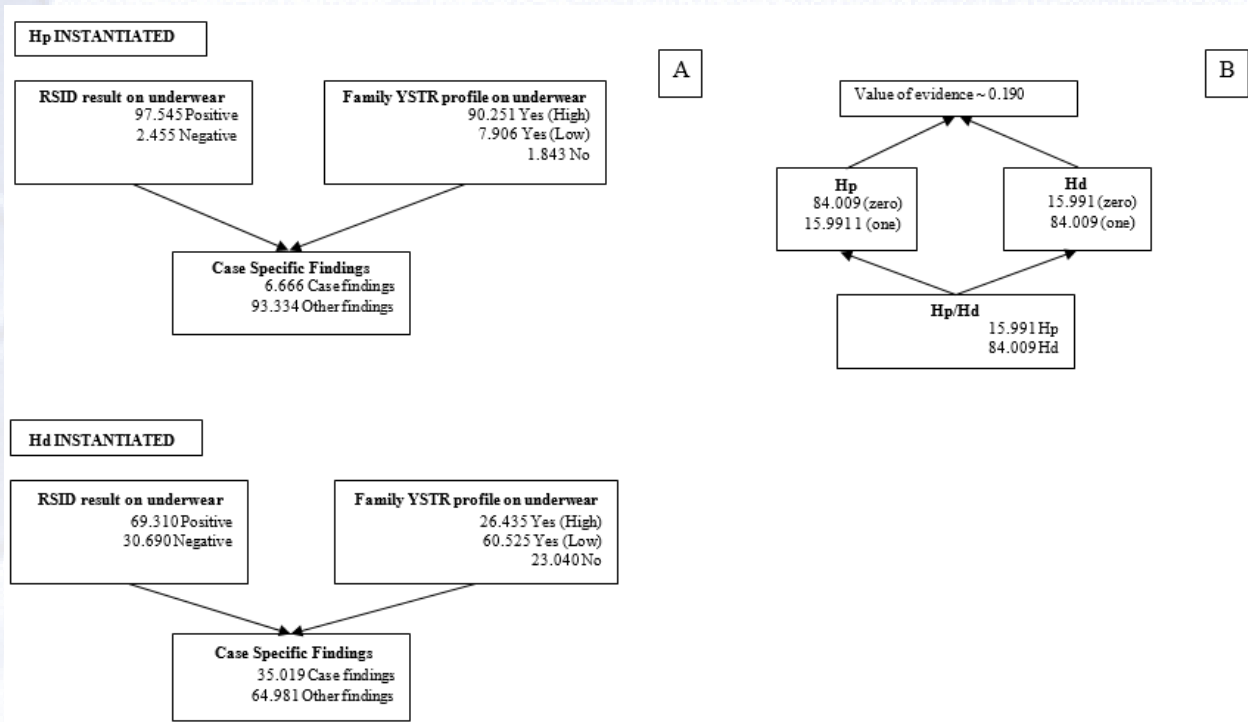 Hp INSTANTIATED
RSID result on underwear
97.545 Positive
2.455 Negative
Family YSTR profile on underwear
90.251 Yes (High)
7.906 Yes (Low)
1.843 No
Case Specific Findings
6.666 Case findings
93.334 Other findings
Hd INSTANTIATED
RSID result on underwear
69.310 Positive
30.690 Negative
Family YSTR profile on underwear
26.435 Yes (High)
60.525 Yes (Low)
23.040 No
Case Specific Findings
35.019 Case findings
64.981 Other findings
A
B
Value of evidence ~ 0.190
Hp
84.009 (zero)
15.9911 (one)
Hd
15.991 (zero)
84.009 (one)
Hp/Hd
15.991 Hp
84.009 Hd